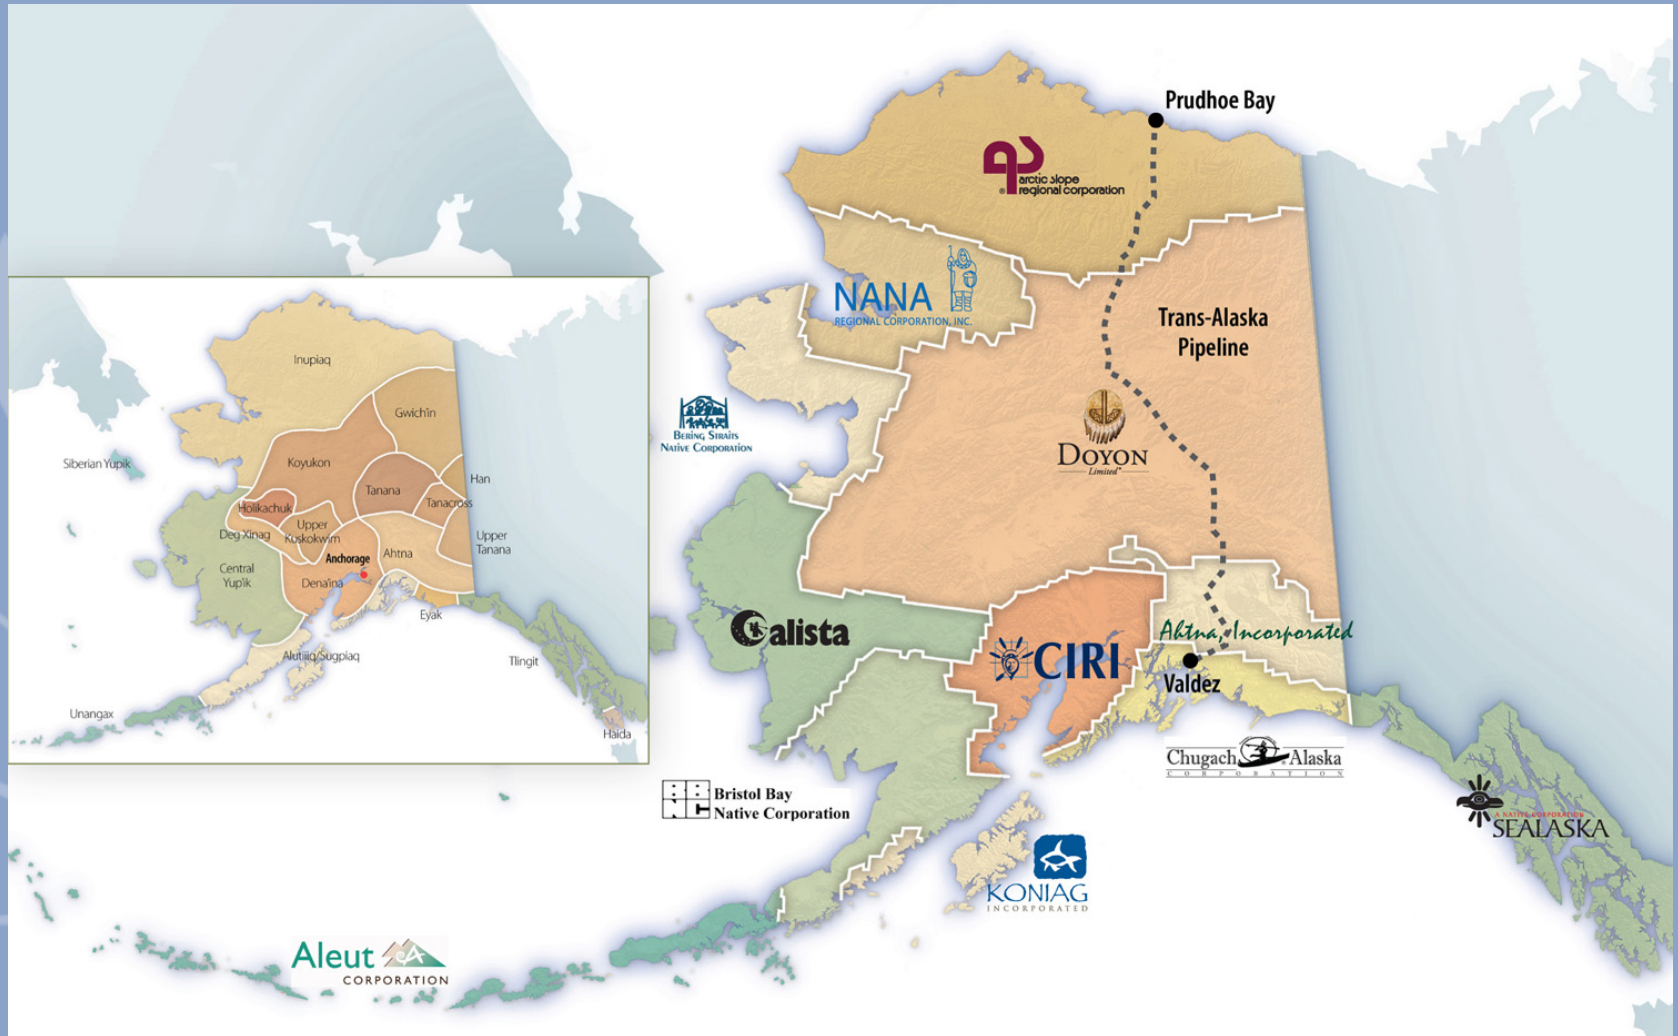 Prudhoe Bay
arctic slope
® regional corporation
NANA
REGIONAL CORPORATION, INC.
Trans-Alaska
Pipeline
BERING STRAITS
NATIVE CORPORATION
DOYON
Limited
Calista
CIRI
Ahtna, Incorporated
Valdez
Chugach Alaska
CORPORATION
Bristol Bay
Native Corporation
A NATIVE CORPORATION
SEALASKA
KONIAG
INCORPORATED
Aleut
CORPORATION
Inupiaq
Gwich'in
Siberian Yupik
Koyukon
Han
Tanana
Tanacross
Holikachuk
Upper
Kuskokwim
Deg Xinag
Upper
Tanana
Anchorage
Ahtna
Central
Yup'ik
Dena'ina
Eyak
Alutiiq/Sugpiaq
Tlingit
Unangax
Haida